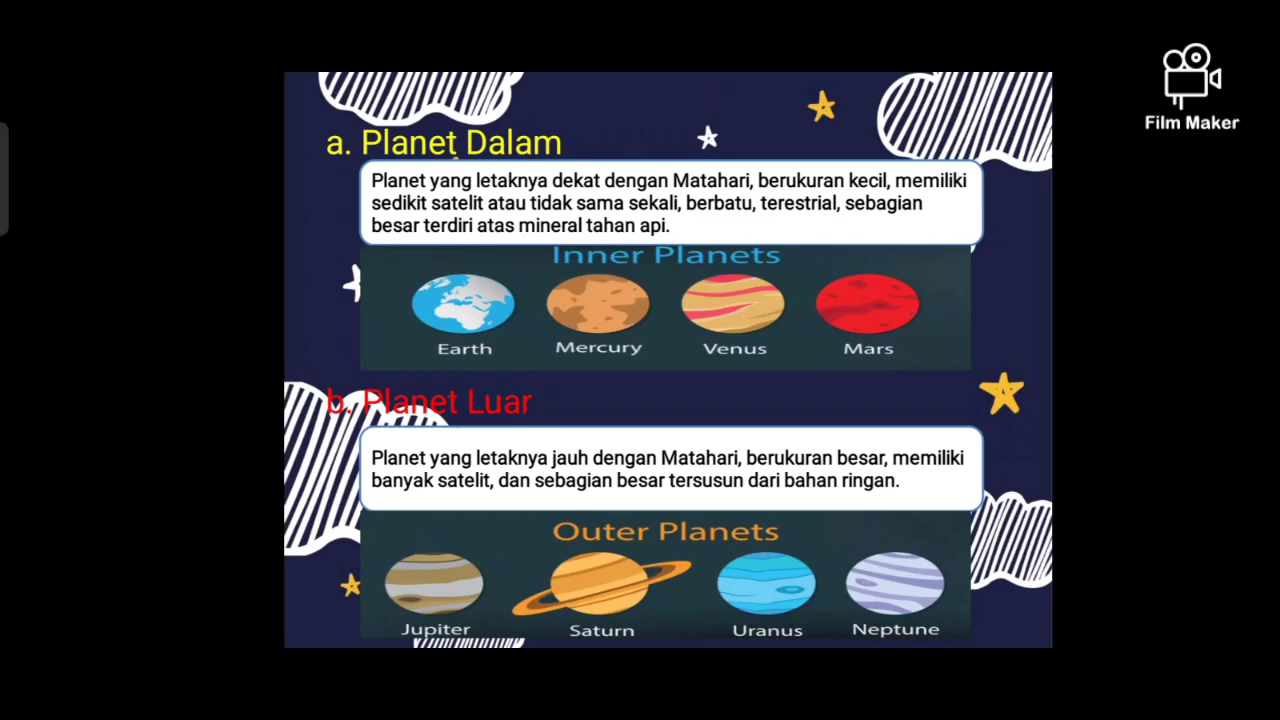 Film Maker
a. Planet Dalam
Planet yang letaknya dekat dengan Matahari, berukuran kecil, memiliki
sedikit satelit atau tidak sama sekali, berbatu, terestrial, sebagian
besar terdiri atas mineral tahan api.
Inner Planets
Earth Mercury Venus Mars
b. Planet Luar
Planet yang letaknya jauh dengan Matahari, berukuran besar, memiliki
banyak satelit, dan sebagian besar tersusun dari bahan ringan.
Outer Planets
Jupiter Saturn Uranus Neptune